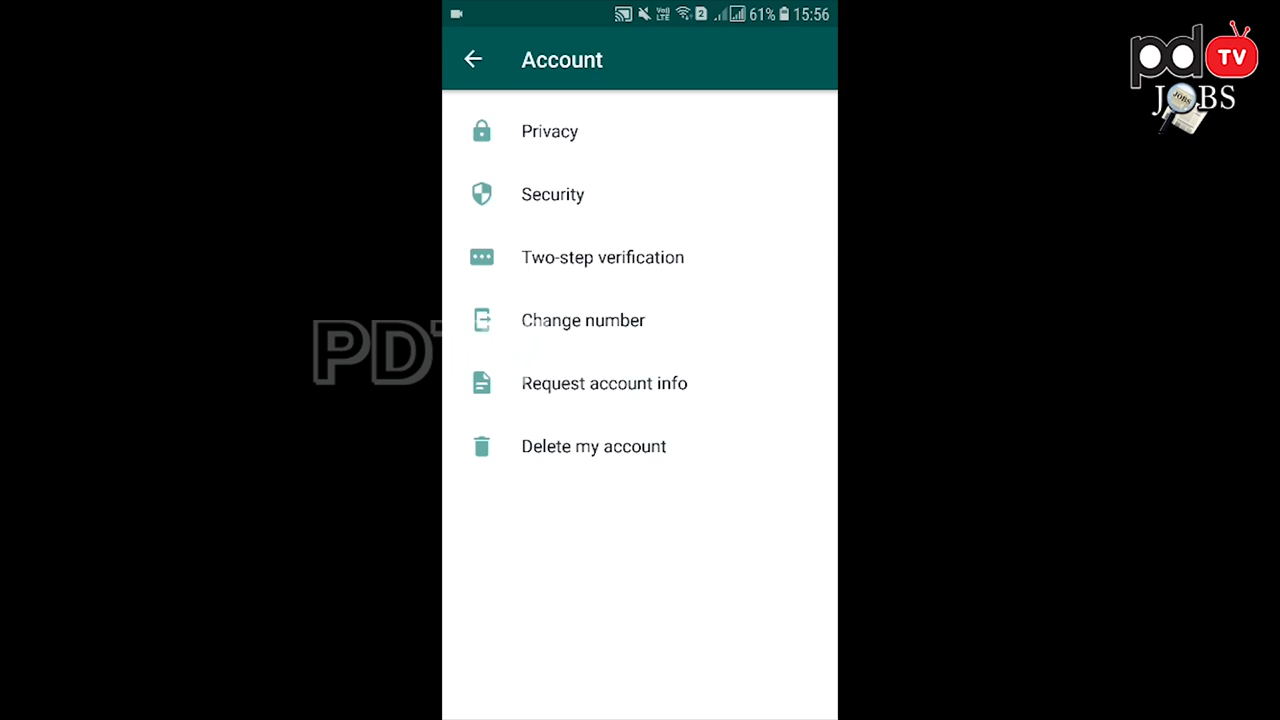 61% 15:56
Account
Privacy
Security
Two-step verification
Change number
Request account info
Delete my account
PDT
pd TV
JOBS